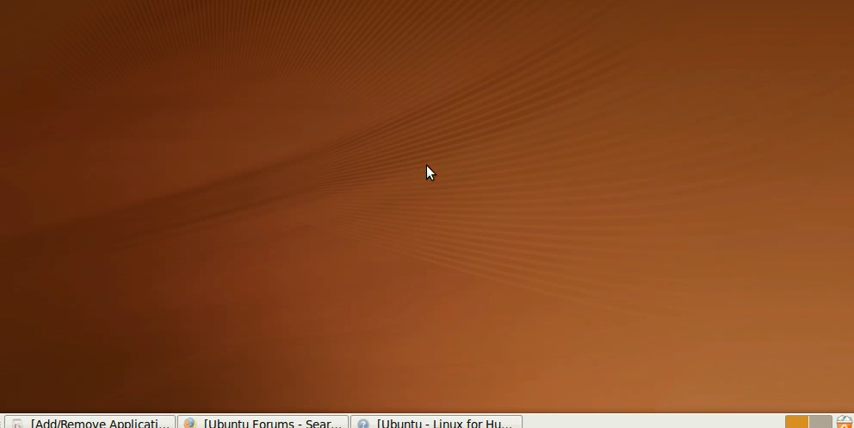 [Add/Remove Applicati...
[Ubuntu Forums - Sear...
[Ubuntu - Linux for Hu...